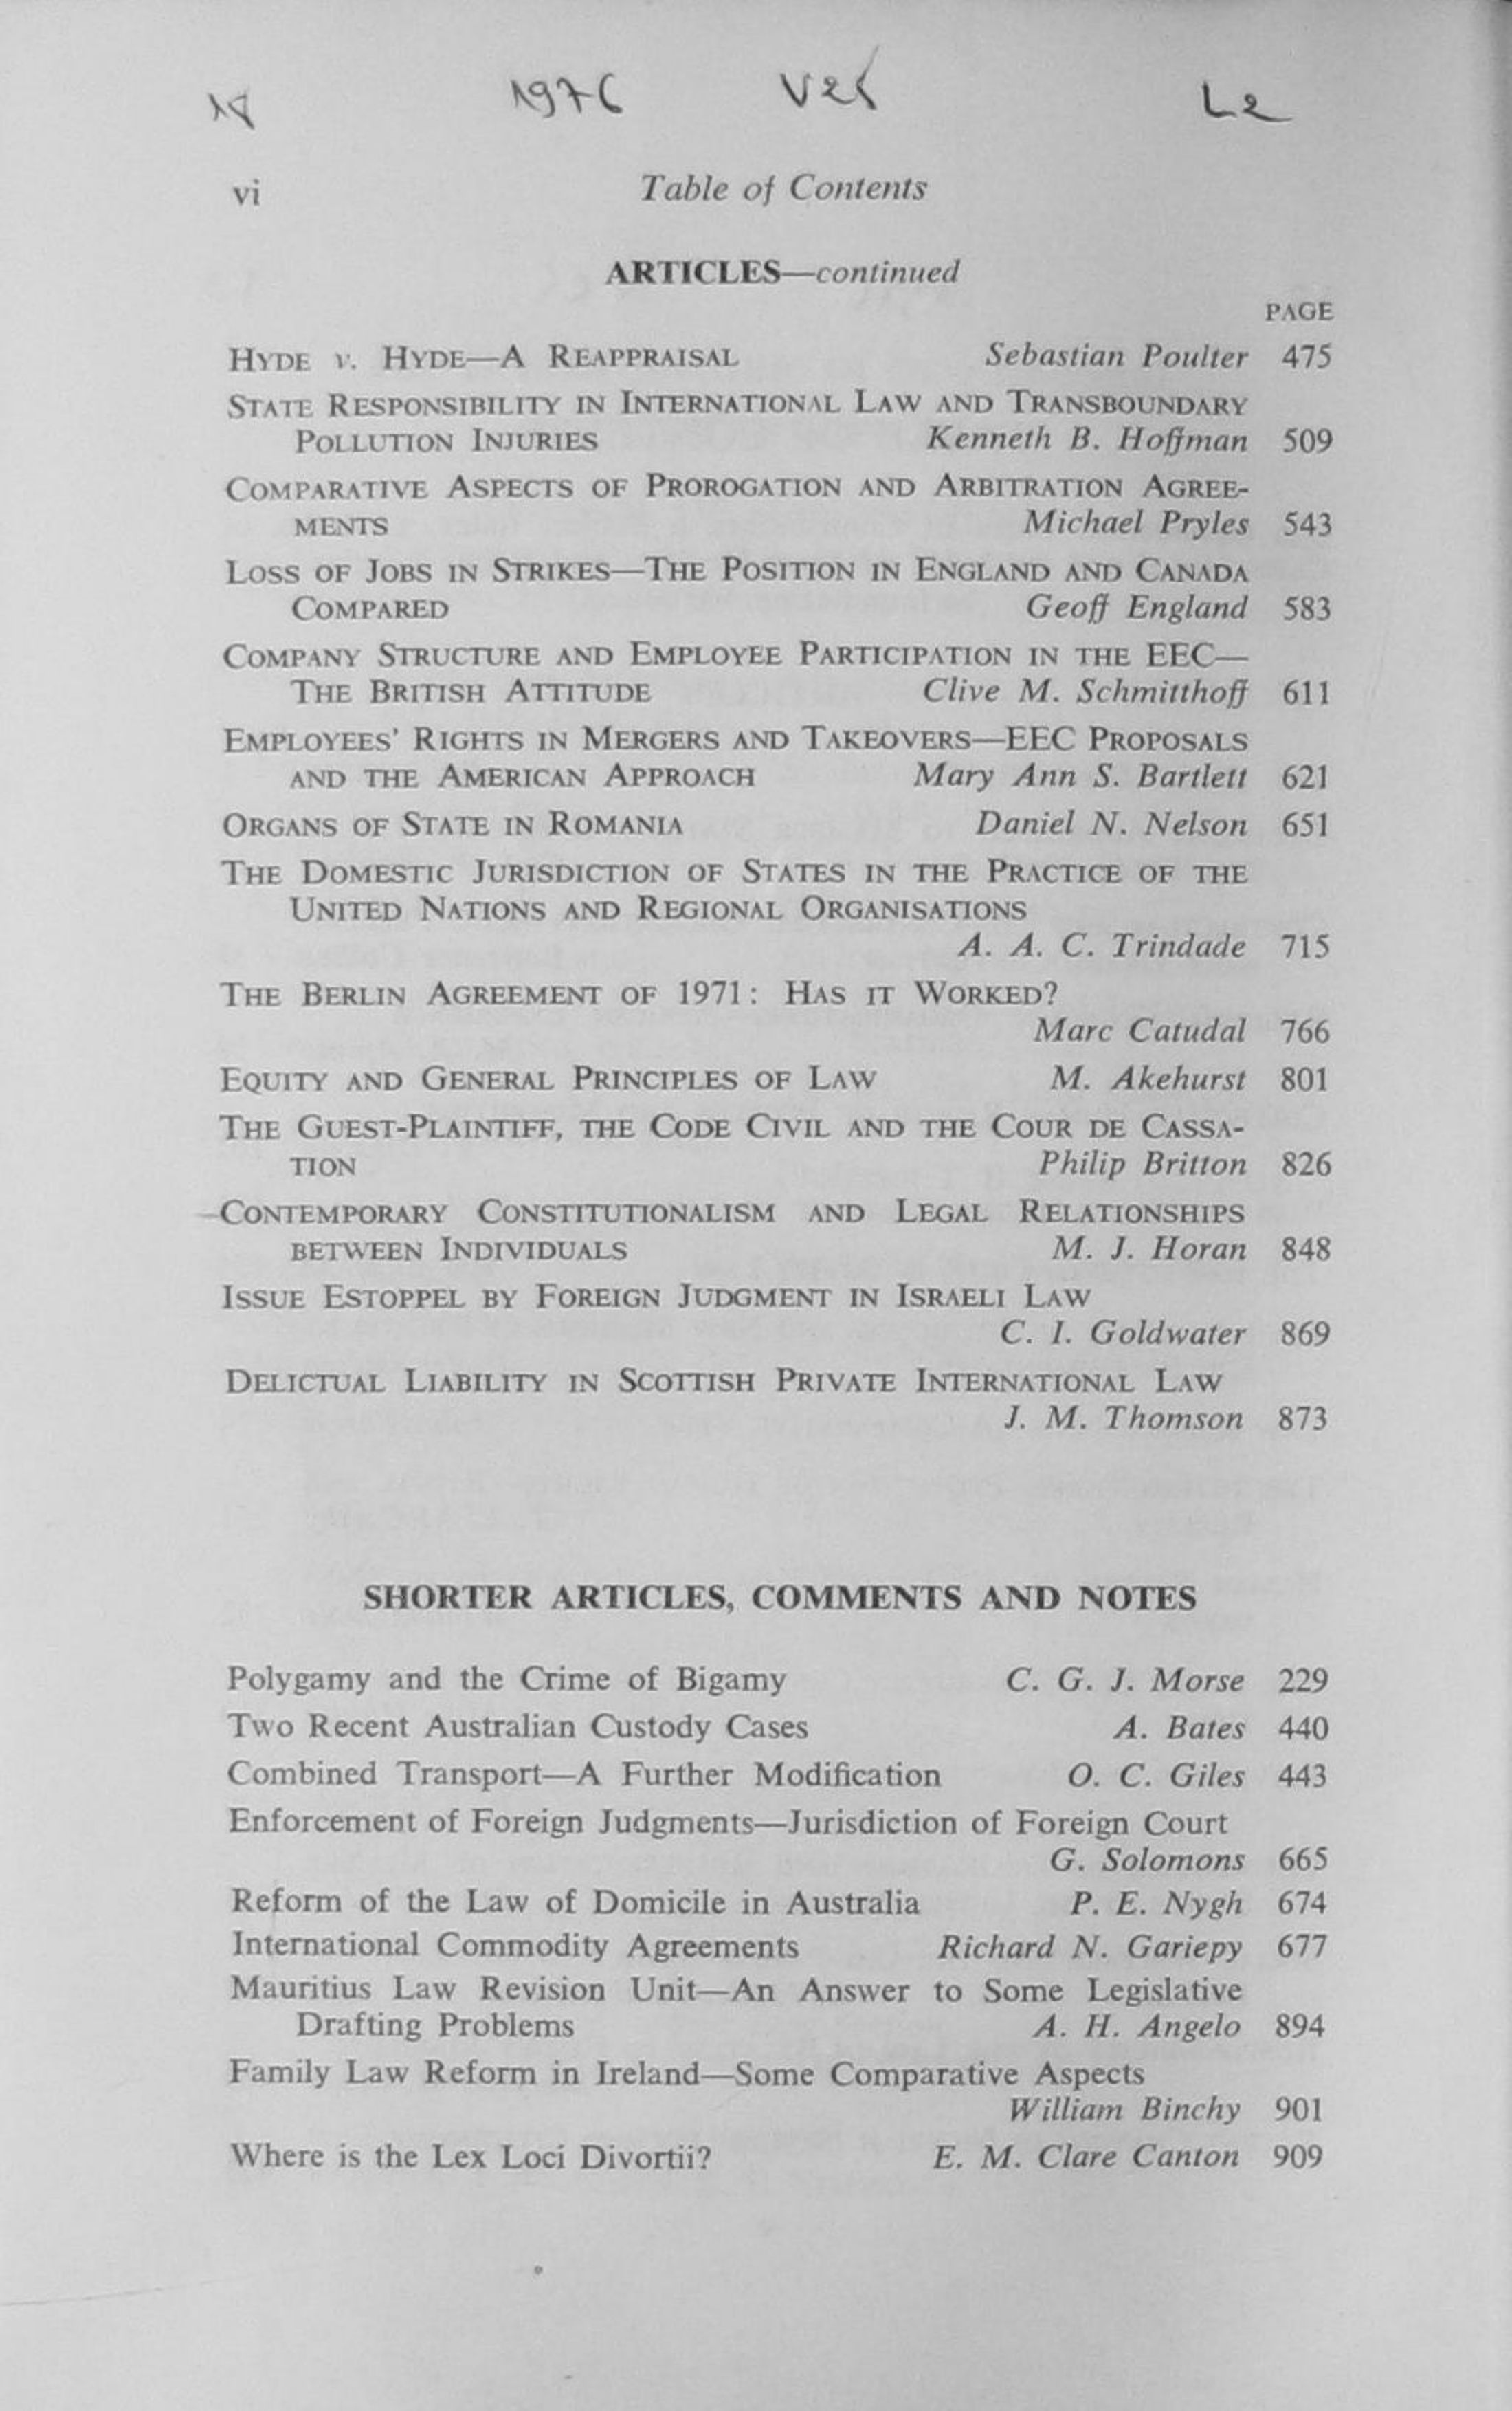 1976 V25 L2
vi Table of Contents
ARTICLES—continued
PAGE
HYDE v. HYDE—A REAPPRAISAL Sebastian Poulter 475
STATE RESPONSIBILITY IN INTERNATIONAL LAW AND TRANSBOUNDARY
POLLUTION INJURIES Kenneth B. Hoffman 509
COMPARATIVE ASPECTS OF PROROGATION AND ARBITRATION AGREE-
MENTS Michael Pryles 543
LOSS OF JOBS IN STRIKES—THE POSITION IN ENGLAND AND CANADA
COMPARED Geoff England 583
COMPANY STRUCTURE AND EMPLOYEE PARTICIPATION IN THE EEC—
THE BRITISH ATTITUDE Clive M. Schmitthoff 611
EMPLOYEES' RIGHTS IN MERGERS AND TAKEOVERS—EEC PROPOSALS
AND THE AMERICAN APPROACH Mary Ann S. Bartlett 621
ORGANS OF STATE IN ROMANIA Daniel N. Nelson 651
THE DOMESTIC JURISDICTION OF STATES IN THE PRACTICE OF THE
UNITED NATIONS AND REGIONAL ORGANISATIONS
A. A. C. Trindade 715
THE BERLIN AGREEMENT OF 1971: HAS IT WORKED?
Marc Catudal 766
EQUITY AND GENERAL PRINCIPLES OF LAW M. Akehurst 801
THE GUEST-PLAINTIFF, THE CODE CIVIL AND THE COUR DE CASSA-
TION Philip Britton 826
CONTEMPORARY CONSTITUTIONALISM AND LEGAL RELATIONSHIPS
BETWEEN INDIVIDUALS M. J. Horan 848
ISSUE ESTOPPEL BY FOREIGN JUDGMENT IN ISRAELI LAW
C. I. Goldwater 869
DELICTUAL LIABILITY IN SCOTTISH PRIVATE INTERNATIONAL LAW
J. M. Thomson 873
SHORTER ARTICLES, COMMENTS AND NOTES
Polygamy and the Crime of Bigamy C. G. J. Morse 229
Two Recent Australian Custody Cases A. Bates 440
Combined Transport—A Further Modification O. C. Giles 443
Enforcement of Foreign Judgments—Jurisdiction of Foreign Court
G. Solomons 665
Reform of the Law of Domicile in Australia P. E. Nygh 674
International Commodity Agreements Richard N. Gariepy 677
Mauritius Law Revision Unit—An Answer to Some Legislative
Drafting Problems A. H. Angelo 894
Family Law Reform in Ireland—Some Comparative Aspects
William Binchy 901
Where is the Lex Loci Divortii? E. M. Clare Canton 909